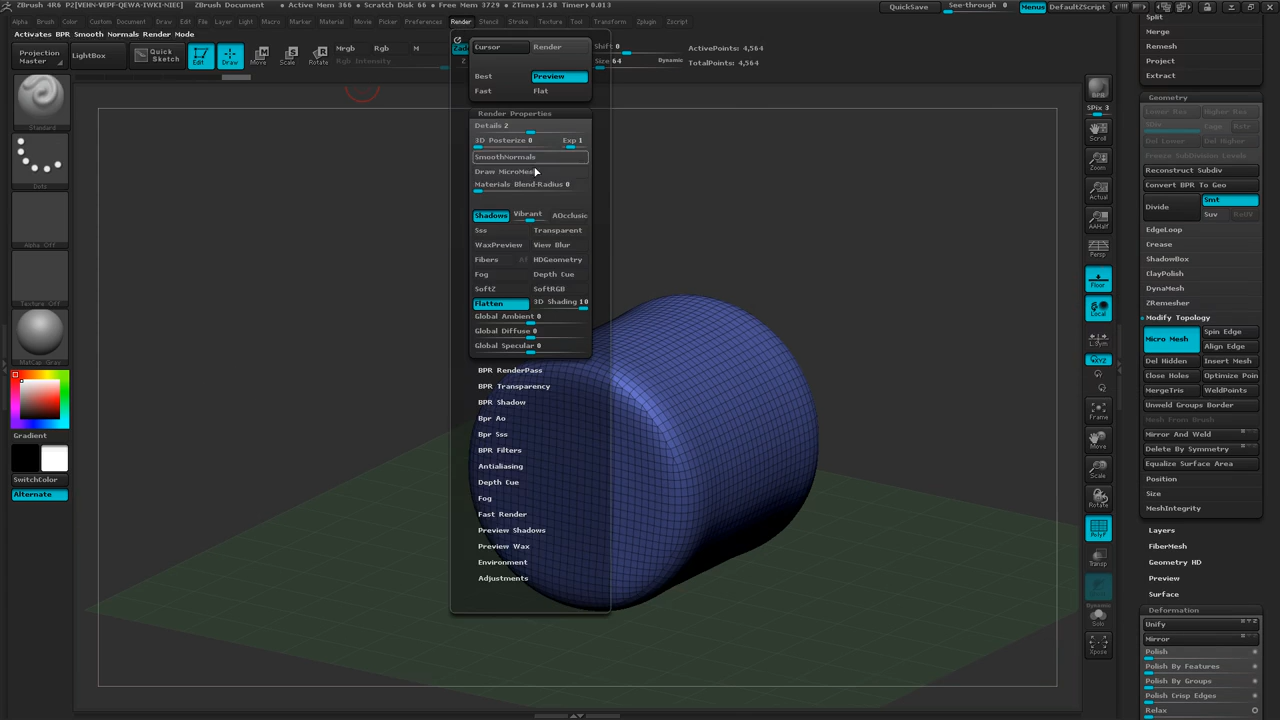 ZBrush 4R6 P2[VEHN-VEPF-QEWA-IWKI-NIEC] ZBrush Document • Active Mem 366 • Scratch Disk 66 • Free Mem 3729 • ZTime▸1.58 Timer▸0.15 QuickSave See-through 0 Menus DefaultZScript
Alpha Brush Color Custom Document Draw Edit File Layer Light Macro Marker Material Movie Picker Preferences Render Stencil Stroke Texture Tool Transform Zplugin Zscript
Activates BPR Smooth Normals Render Mode
Projection
Master
LightBox
Quick
Sketch
Edit
Draw
Move
Scale
Rotate
Mrgb
Rgb
M
Rgb Intensity
Shift 0
Size 64
Dynamic
ActivePoints: 4,564
TotalPoints: 4,564
Standard
Dots
Alpha Off
Texture Off
MatCap Gray
Gradient
SwitchColor
Alternate
Cursor Render
Best Preview
Fast Flat
Render Properties
Details 2
3D Posterize 0 Exp 1
SmoothNormals
Draw MicroMesh
Materials Blend-Radius 0
Shadows Vibrant AOcclusic
Sss Transparent
WaxPreview View Blur
Fibers HDGeometry
Fog Depth Cue
SoftZ SoftRGB
Flatten 3D Shading 10
Global Ambient 0
Global Diffuse 0
Global Specular 0
BPR RenderPass
BPR Transparency
BPR Shadow
Bpr Ao
Bpr Sss
BPR Filters
Antialiasing
Depth Cue
Fog
Fast Render
Preview Shadows
Preview Wax
Environment
Adjustments
BPR
SPix 3
Scroll
Zoom
Actual
AAHalf
Persp
Floor
Local
L.Sym
XYZ
Frame
Move
Scale
Rotate
PolyF
Transp
Dynamic
Solo
Xpose
Split
Merge
Remesh
Project
Extract
Geometry
Lower Res Higher Res
SDiv Cage Rstr
Del Lower Del Higher
Freeze SubDivision Levels
Reconstruct Subdiv
Convert BPR To Geo
Divide
Smt
Suv ReUV
EdgeLoop
Crease
ShadowBox
ClayPolish
DynaMesh
ZRemesher
Modify Topology
Micro Mesh
Spin Edge
Align Edge
Del Hidden Insert Mesh
Close Holes Optimize Poin
MergeTris WeldPoints
Unweld Groups Border
Mesh From Brush
Mirror And Weld
Delete By Symmetry
Equalize Surface Area
Position
Size
MeshIntegrity
Layers
FiberMesh
Geometry HD
Preview
Surface
Deformation
Unify
Mirror
Polish
Polish By Features
Polish By Groups
Polish Crisp Edges
Relax